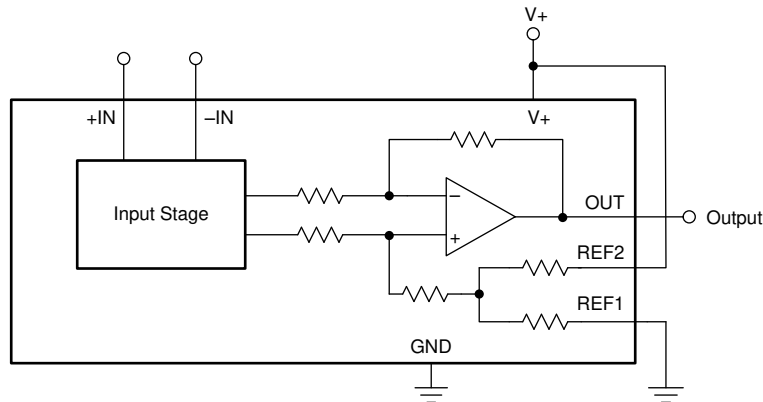 V+
+IN
–IN
V+
Input Stage
–
+
OUT
Output
REF2
REF1
GND